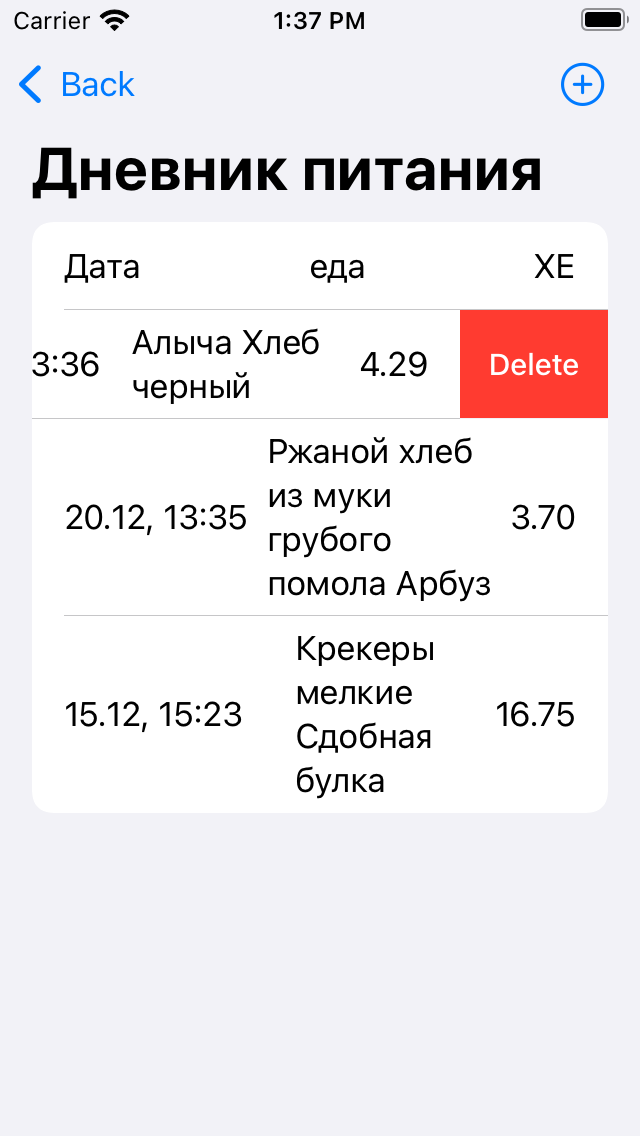 Carrier 1:37 PM
Back
Дневник питания
Дата еда ХЕ
3:36 Алыча Хлеб черный 4.29 Delete
20.12, 13:35 Ржаной хлеб из муки грубого помола Арбуз 3.70
15.12, 15:23 Крекеры мелкие Сдобная булка 16.75